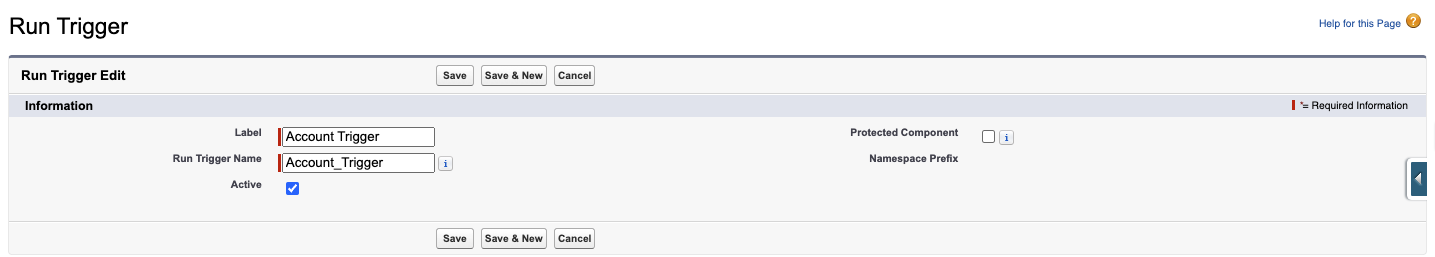 Run Trigger
Help for this Page ?
Run Trigger Edit Save Save & New Cancel
Information *= Required Information
Label Account Trigger Protected Component i
Run Trigger Name Account_Trigger i Namespace Prefix
Active
Save Save & New Cancel